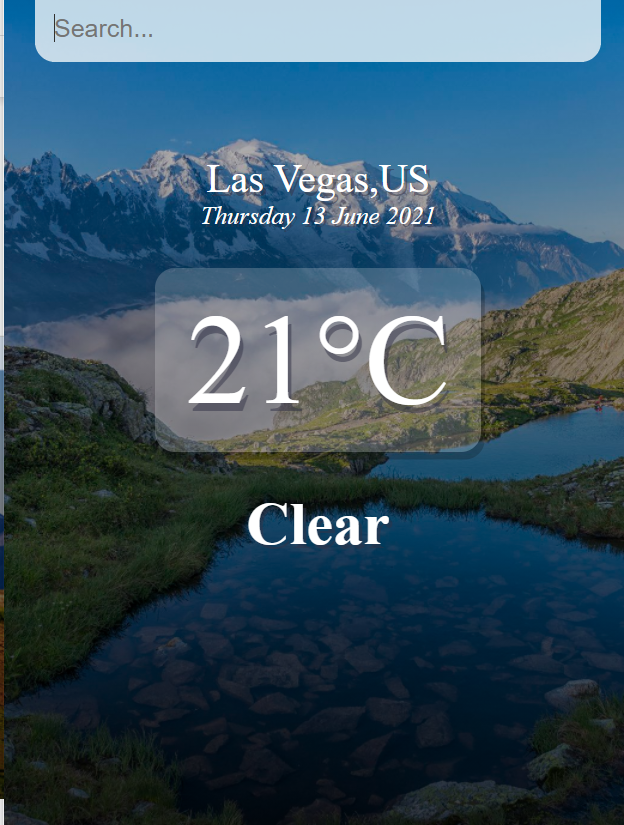 Search...
Las Vegas,US
Thursday 13 June 2021
21°C
Clear